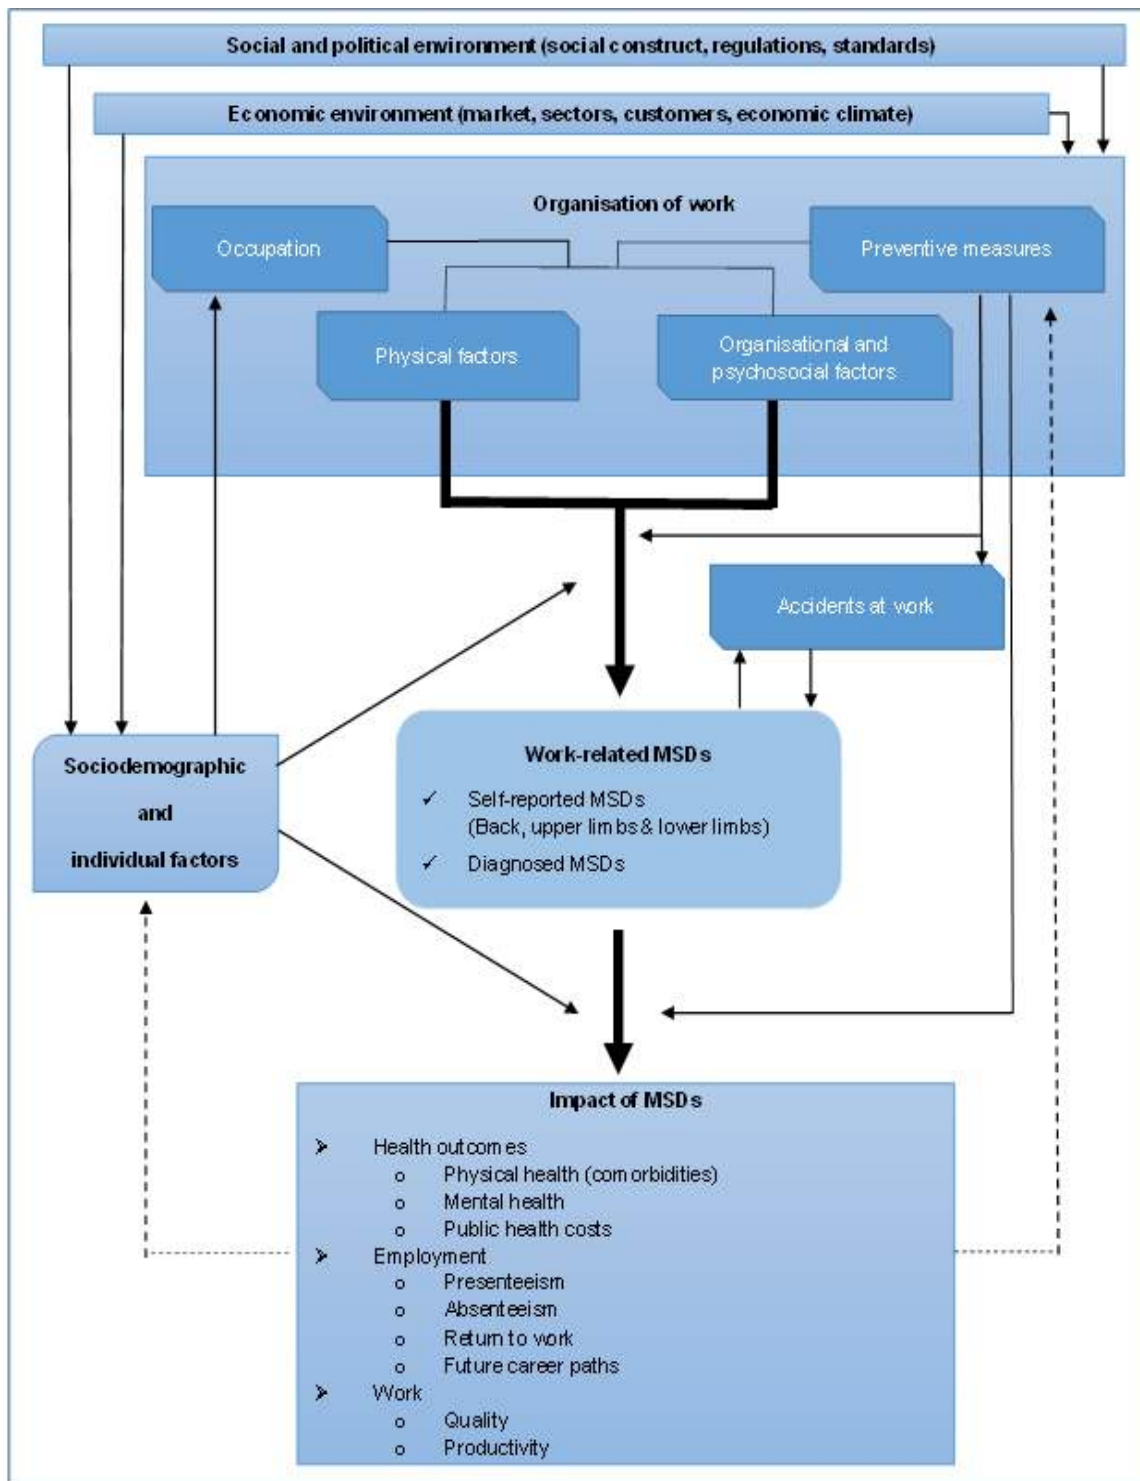 Social and political environment (social construct, regulations, standards)
Economic environment (market, sectors, customers, economic climate)
Organisation of work
Occupation
Preventive measures
Physical factors
Organisational and
psychosocial factors
Accidents at work
Sociodemographic
and
individual factors
Work-related MSDs
✓ Self-reported MSDs
(Back, upper limbs & lower limbs)
✓ Diagnosed MSDs
Impact of MSDs
➢ Health outcomes
o Physical health (comorbidities)
o Mental health
o Public health costs
➢ Employment
o Presenteeism
o Absenteeism
o Return to work
o Future career paths
➢ Work
o Quality
o Productivity